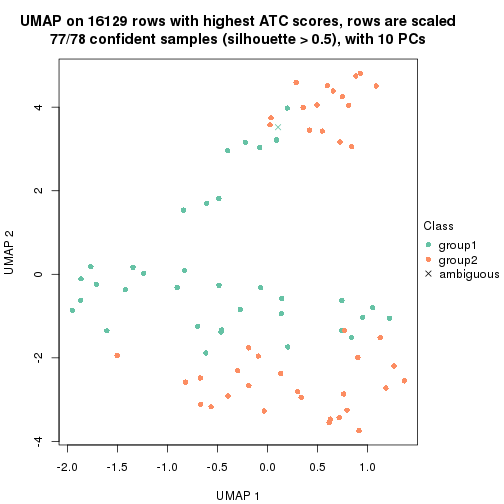 UMAP on 16129 rows with highest ATC scores, rows are scaled
77/78 confident samples (silhouette > 0.5), with 10 PCs
4
2
0
-2
-4
UMAP 2
Class
group1
group2
ambiguous
-2.0 -1.5 -1.0 -0.5 0.0 0.5 1.0
UMAP 1